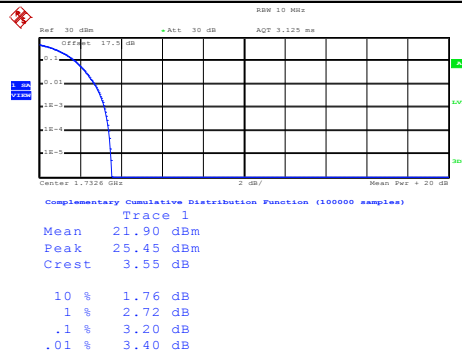 RBW 10 MHz
Ref 30 dBm Att 30 dB AQT 3.125 ms
Offset 17.5 dB
0.1
0.01
1E-3
1E-4
1E-5
1 SA
VIEW
A
LV
3D
Center 1.7326 GHz 2 dB/ Mean Pwr + 20 dB
Complementary Cumulative Distribution Function (100000 samples)
Trace 1
Mean 21.90 dBm
Peak 25.45 dBm
Crest 3.55 dB
10 % 1.76 dB
1 % 2.72 dB
.1 % 3.20 dB
.01 % 3.40 dB